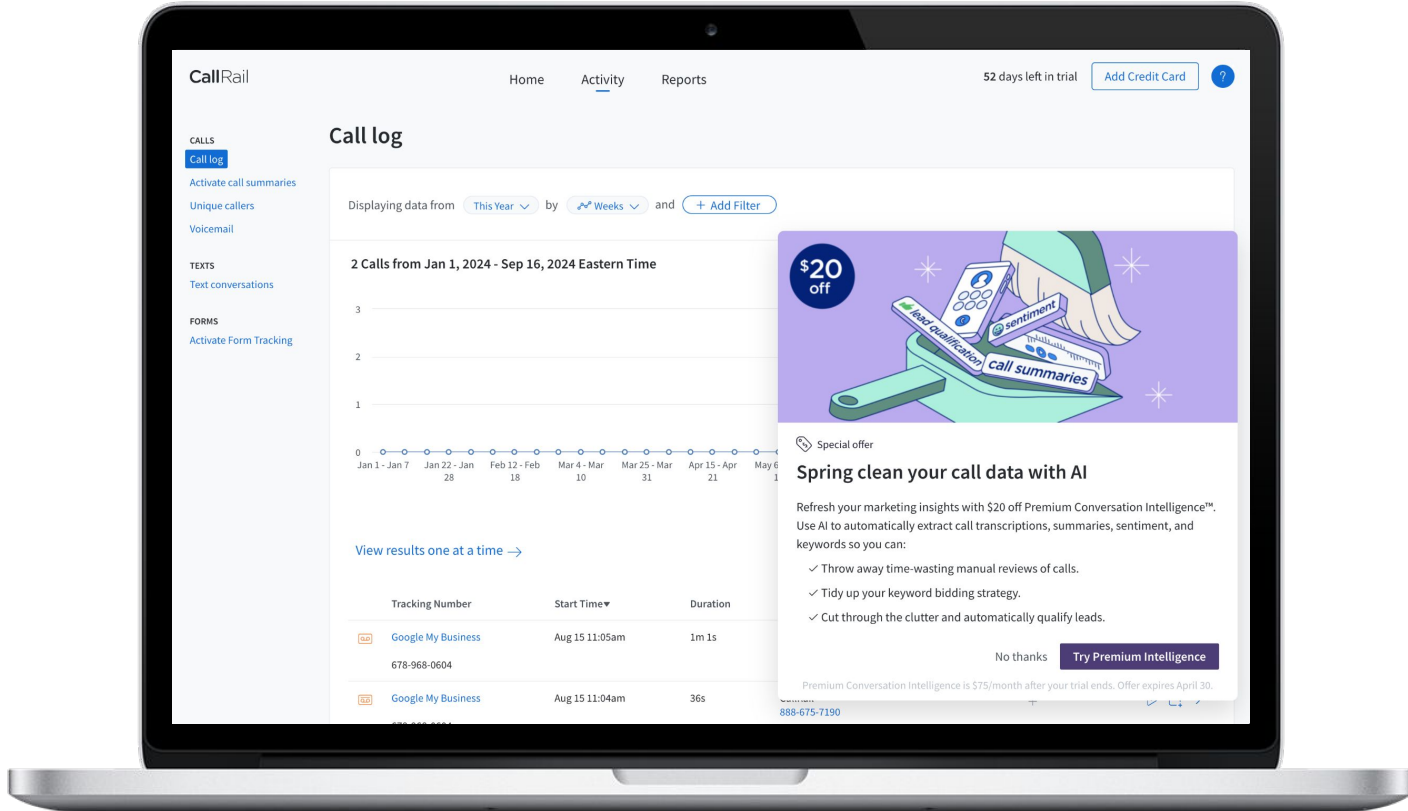 CallRail
Home Activity Reports
52 days left in trial
Add Credit Card
?
CALLS
Call log
Activate call summaries
Unique callers
Voicemail
TEXTS
Text conversations
FORMS
Activate Form Tracking
Call log
Displaying data from This Year by Weeks and + Add Filter
2 Calls from Jan 1, 2024 - Sep 16, 2024 Eastern Time
3
2
1
0
Jan 1 - Jan 7 Jan 22 - Jan 28 Feb 12 - Feb 18 Mar 4 - Mar 10 Mar 25 - Mar 31 Apr 15 - Apr 21 May 6
View results one at a time →
Tracking Number Start Time▼ Duration
Google My Business Aug 15 11:05am 1m 1s
678-968-0604
Google My Business Aug 15 11:04am 36s
888-675-7190
$20
off
lead qualification
sentiment
call summaries
Special offer
Spring clean your call data with AI
Refresh your marketing insights with $20 off Premium Conversation Intelligence™.
Use AI to automatically extract call transcriptions, summaries, sentiment, and
keywords so you can:
✓ Throw away time-wasting manual reviews of calls.
✓ Tidy up your keyword bidding strategy.
✓ Cut through the clutter and automatically qualify leads.
No thanks
Try Premium Intelligence
Premium Conversation Intelligence is $75/month after your trial ends. Offer expires April 30.